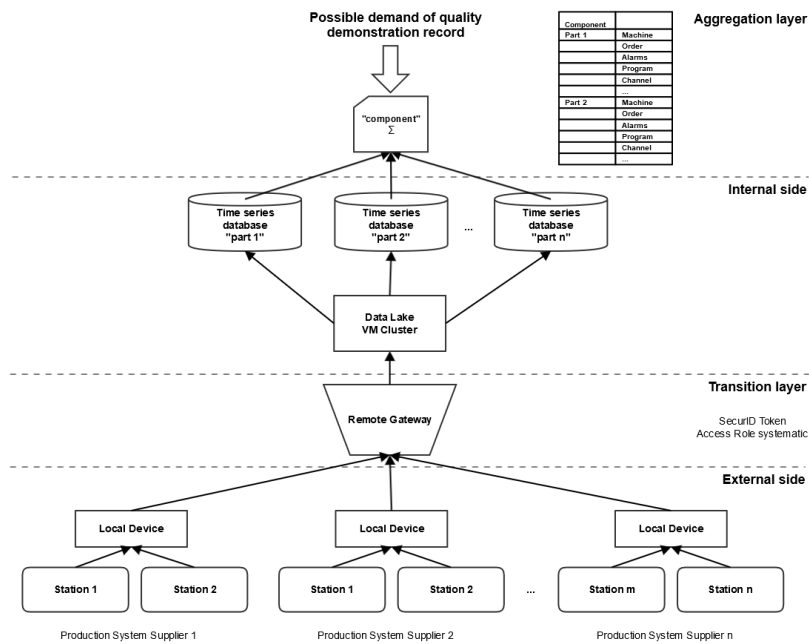 Possible demand of quality
demonstration record
Aggregation layer
Component
Part 1 Machine
Order
Alarms
Program
Channel
...
Part 2 Machine
Order
Alarms
Program
Channel
...
"component"
Σ
Internal side
Time series
database
"part 1"
Time series
database
"part 2"
...
Time series
database
"part n"
Data Lake
VM Cluster
Transition layer
Remote Gateway
SecurID Token
Access Role systematic
External side
Local Device
Local Device
Local Device
Station 1
Station 2
Station 1
Station 2
...
Station m
Station n
Production System Supplier 1
Production System Supplier 2
Production System Supplier n